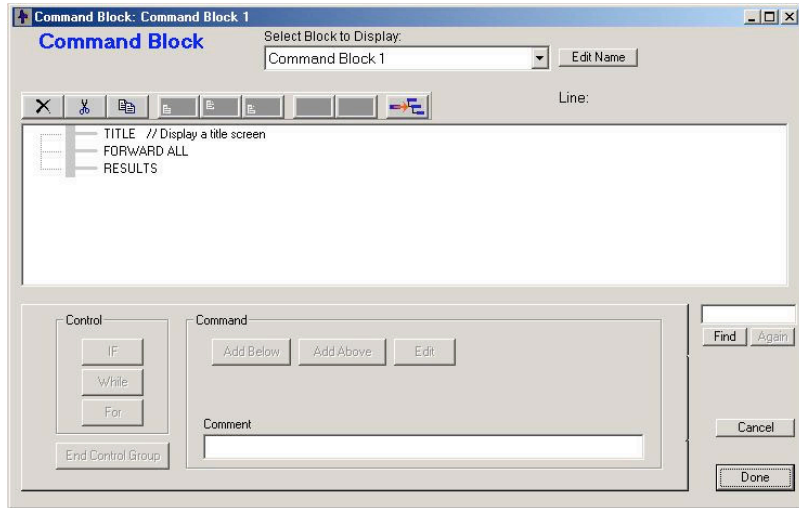 Command Block: Command Block 1
Command Block
Select Block to Display:
Command Block 1
Edit Name
Line:
TITLE // Display a title screen
FORWARD ALL
RESULTS
Control
IF
While
For
End Control Group
Command
Add Below
Add Above
Edit
Comment
Find
Again
Cancel
Done